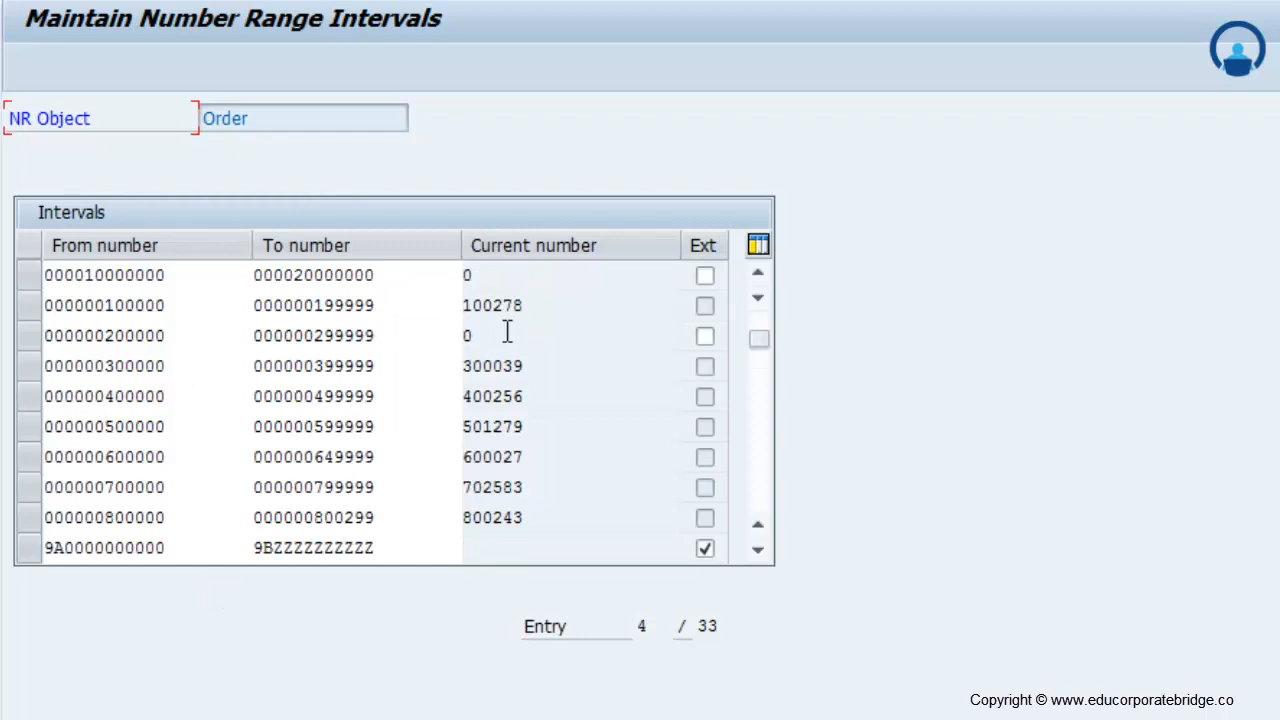 Maintain Number Range Intervals
NR Object Order
Intervals
From number To number Current number Ext
000010000000 000020000000 0
000000100000 000000199999 100278
000000200000 000000299999 0
000000300000 000000399999 300039
000000400000 000000499999 400256
000000500000 000000599999 501279
000000600000 000000649999 600027
000000700000 000000799999 702583
000000800000 000000800299 800243
9A0000000000 9BZZZZZZZZZZ
Entry 4 / 33
Copyright © www.educorporatebridge.co